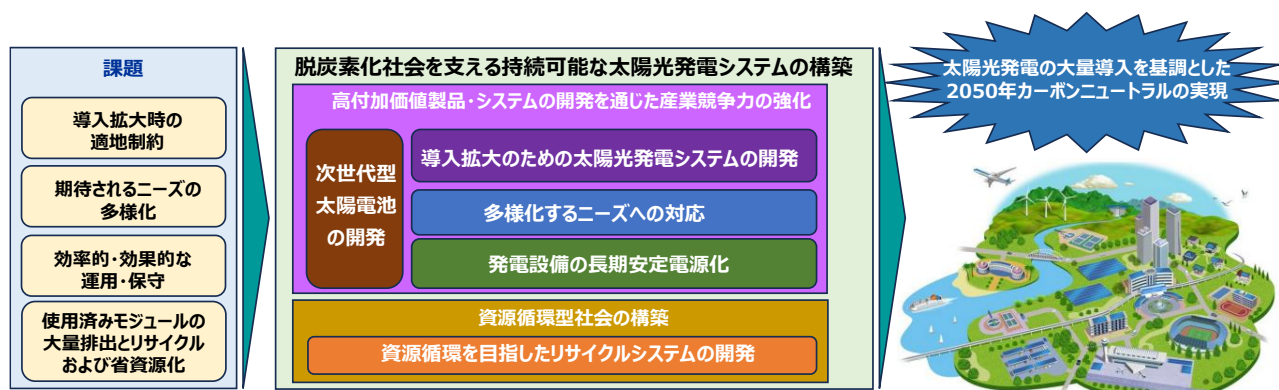 課題
導入拡大時の
適地制約
期待されるニーズの
多様化
効率的・効果的な
運用・保守
使用済みモジュールの
大量排出とリサイクル
および省資源化
脱炭素化社会を支える持続可能な太陽光発電システムの構築
高付加価値製品・システムの開発を通じた産業競争力の強化
次世代型
太陽電池
の開発
導入拡大のための太陽光発電システムの開発
多様化するニーズへの対応
発電設備の長期安定電源化
資源循環型社会の構築
資源循環を目指したリサイクルシステムの開発
太陽光発電の大量導入を基調とした
2050年カーボンニュートラルの実現